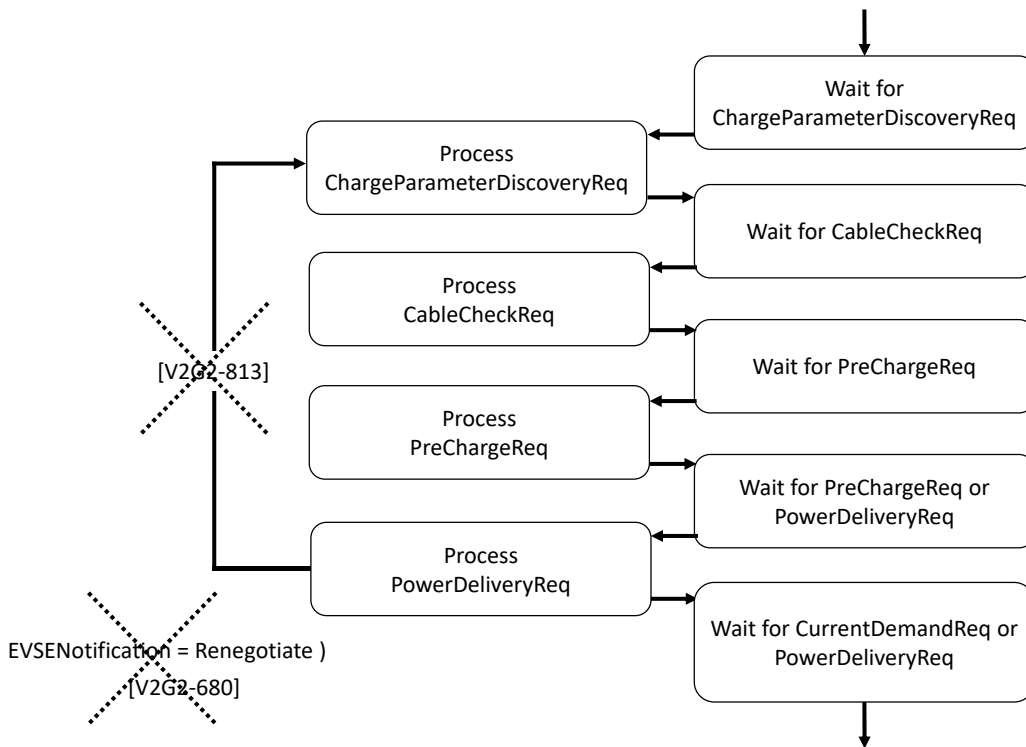 Wait for
ChargeParameterDiscoveryReq
Process
ChargeParameterDiscoveryReq
Wait for CableCheckReq
Process
CableCheckReq
Wait for PreChargeReq
[V2G2-813]
Process
PreChargeReq
Wait for PreChargeReq or
PowerDeliveryReq
Process
PowerDeliveryReq
Wait for CurrentDemandReq or
PowerDeliveryReq
EVSENotification = Renegotiate )
[V2G2-680]